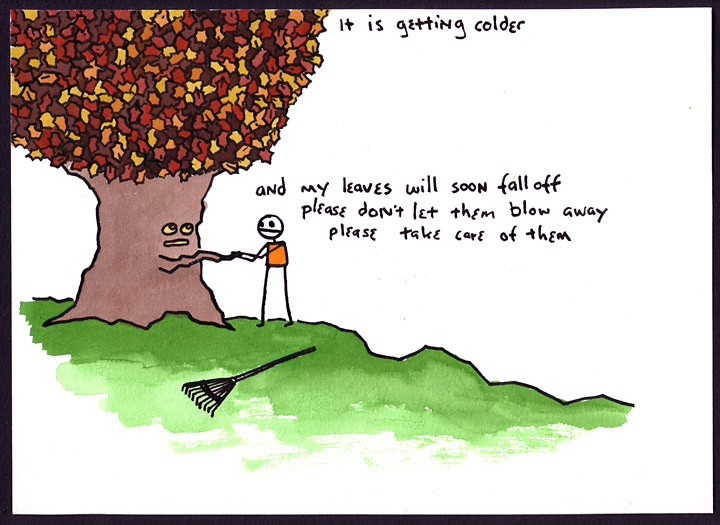 It is getting colder
and my leaves will soon fall off
please don't let them blow away
please take care of them